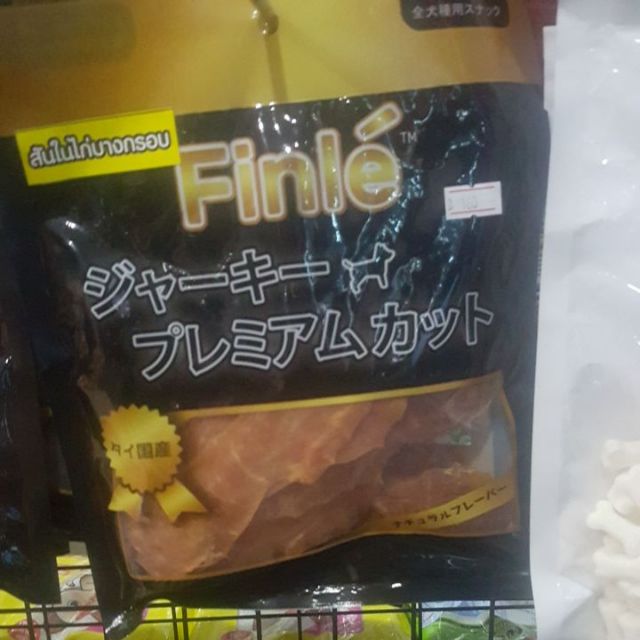 全犬種用スナック
สันในไก่บางกรอบ
Finlé™
ジャーキー
プレミアムカット
タイ国産
ナチュラルフレーバー